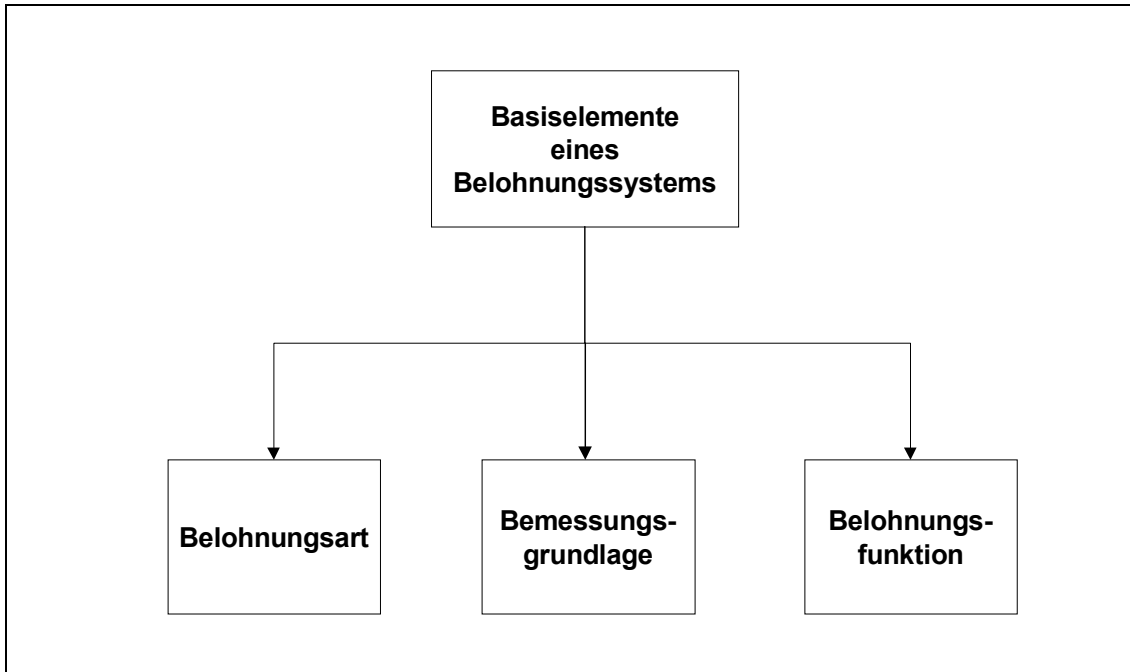 Basiselemente
eines
Belohnungssystems
Belohnungsart
Bemessungs-
grundlage
Belohnungs-
funktion